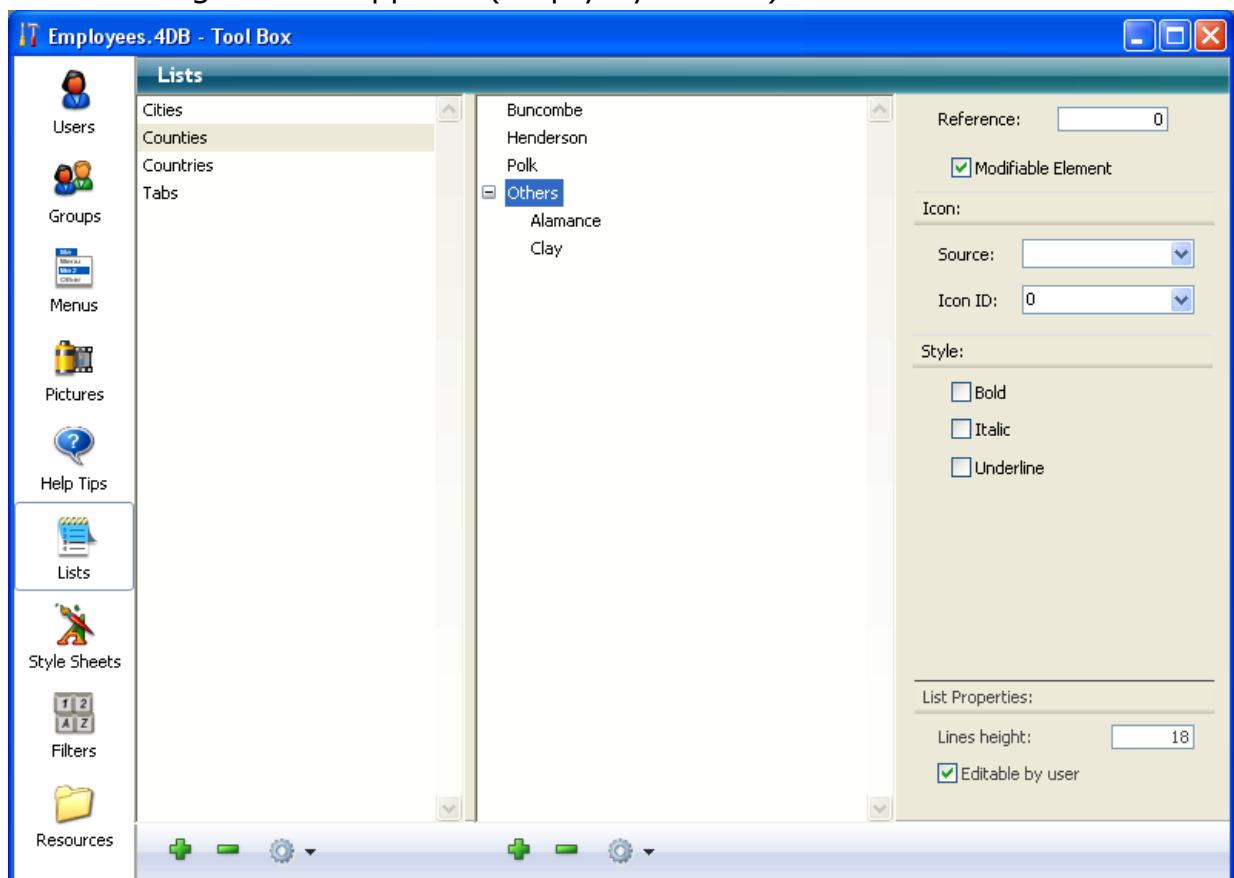 Employees.4DB - Tool Box
Lists
Users
Groups
Menus
Pictures
Help Tips
Lists
Style Sheets
Filters
Resources
Cities
Counties
Countries
Tabs
Buncombe
Henderson
Polk
Others
Alamance
Clay
Reference: 0
Modifiable Element
Icon:
Source:
Icon ID: 0
Style:
Bold
Italic
Underline
List Properties:
Lines height: 18
Editable by user